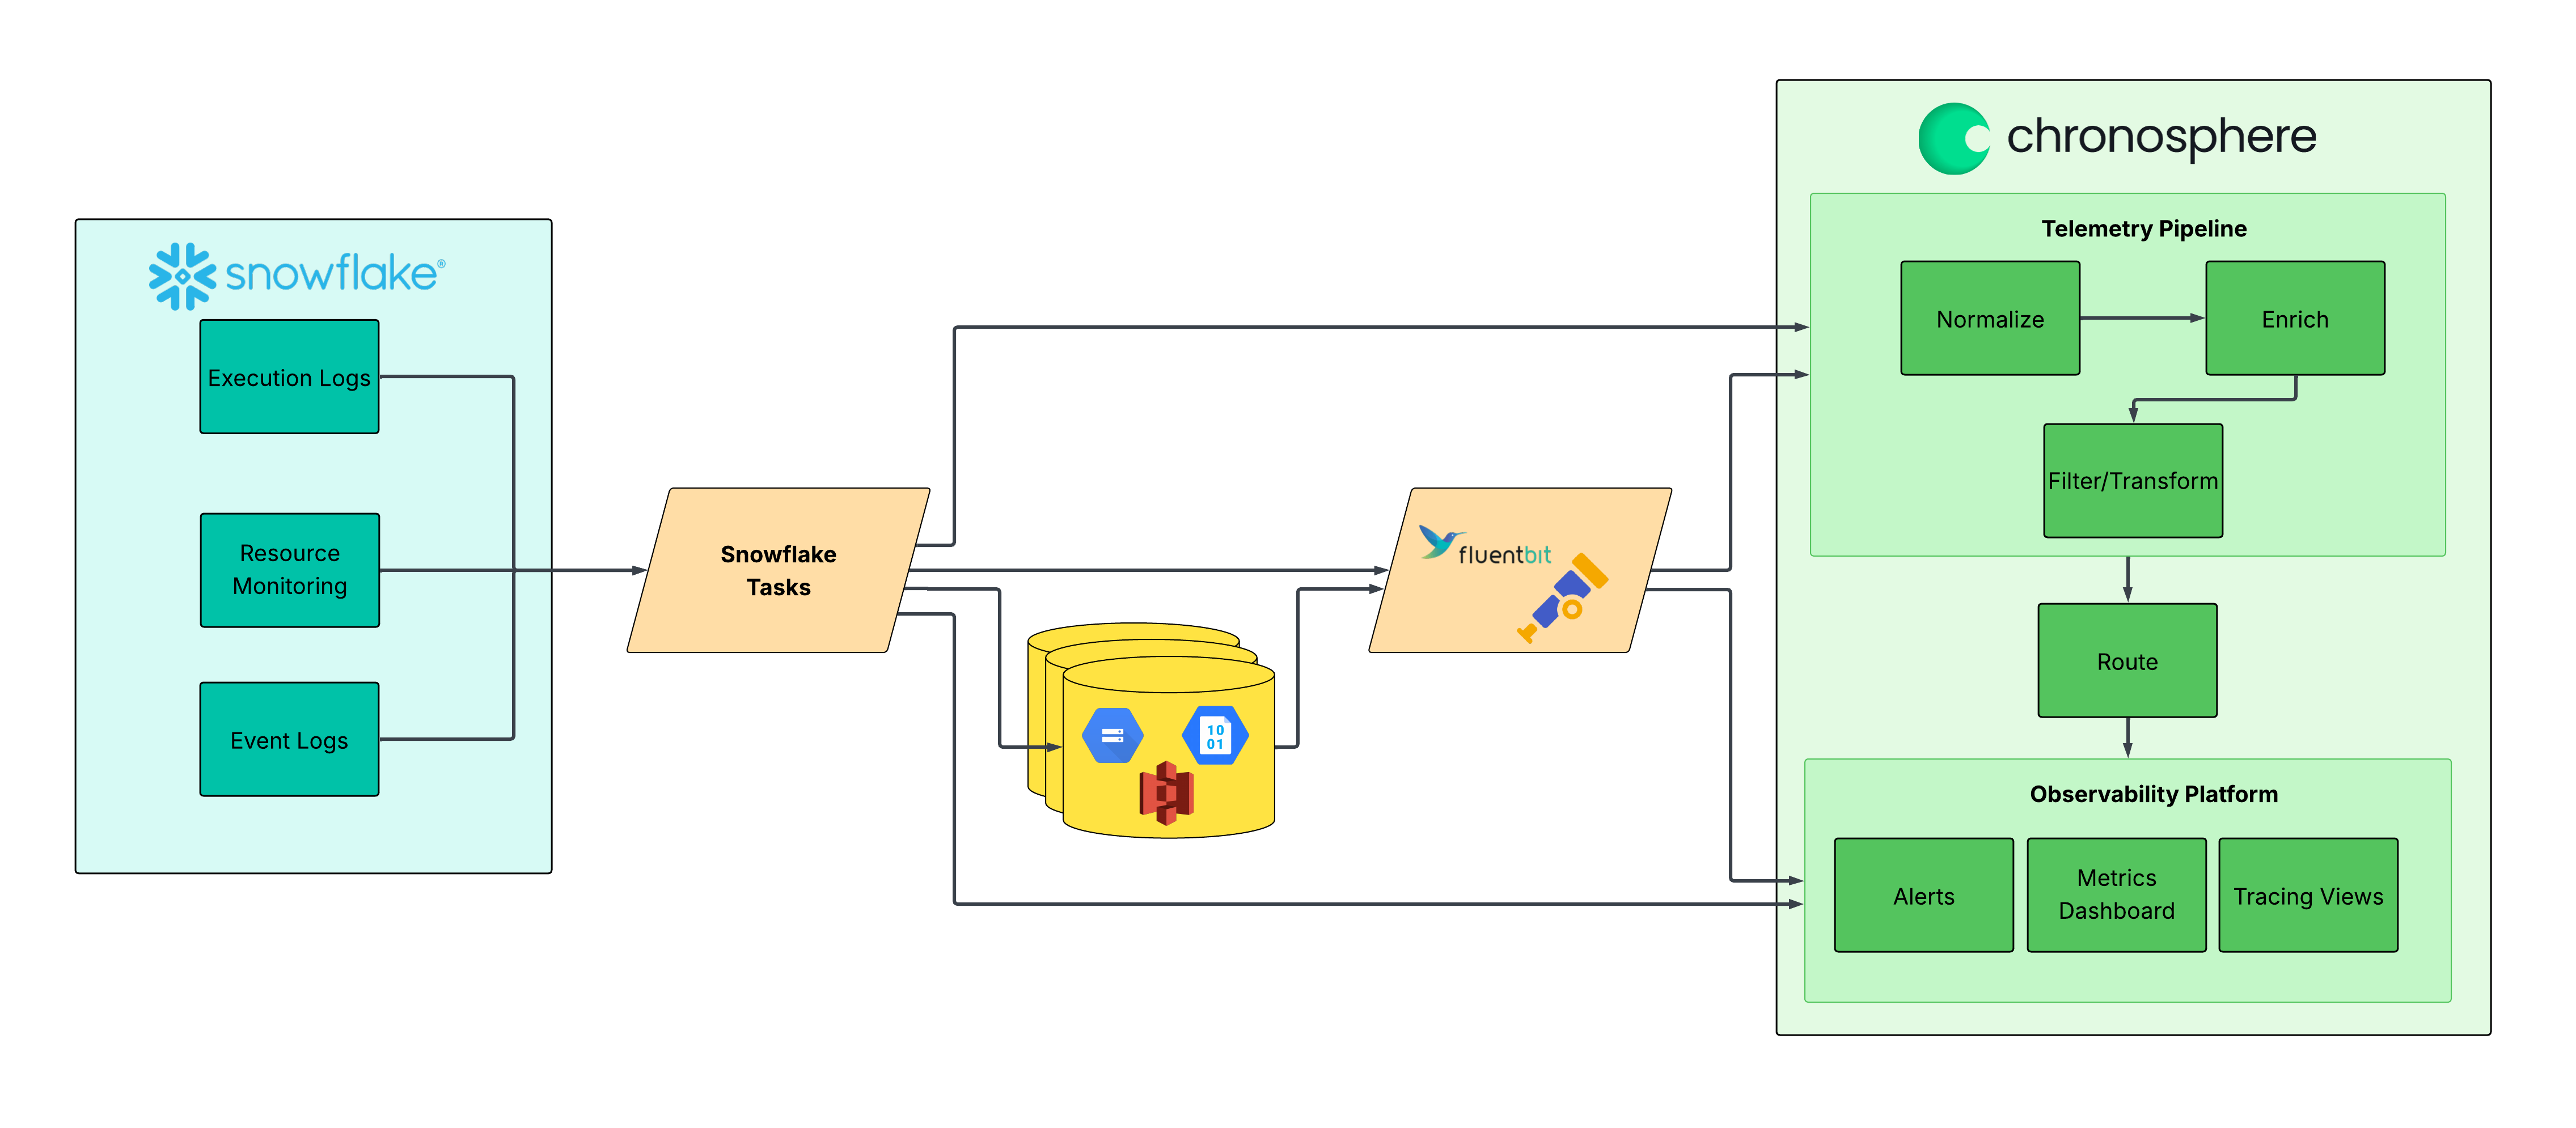 snowflake®
Execution Logs
Resource
Monitoring
Event Logs
Snowflake
Tasks
10
01
fluentbit
chronosphere
Telemetry Pipeline
Normalize
Enrich
Filter/Transform
Route
Observability Platform
Alerts
Metrics
Dashboard
Tracing Views